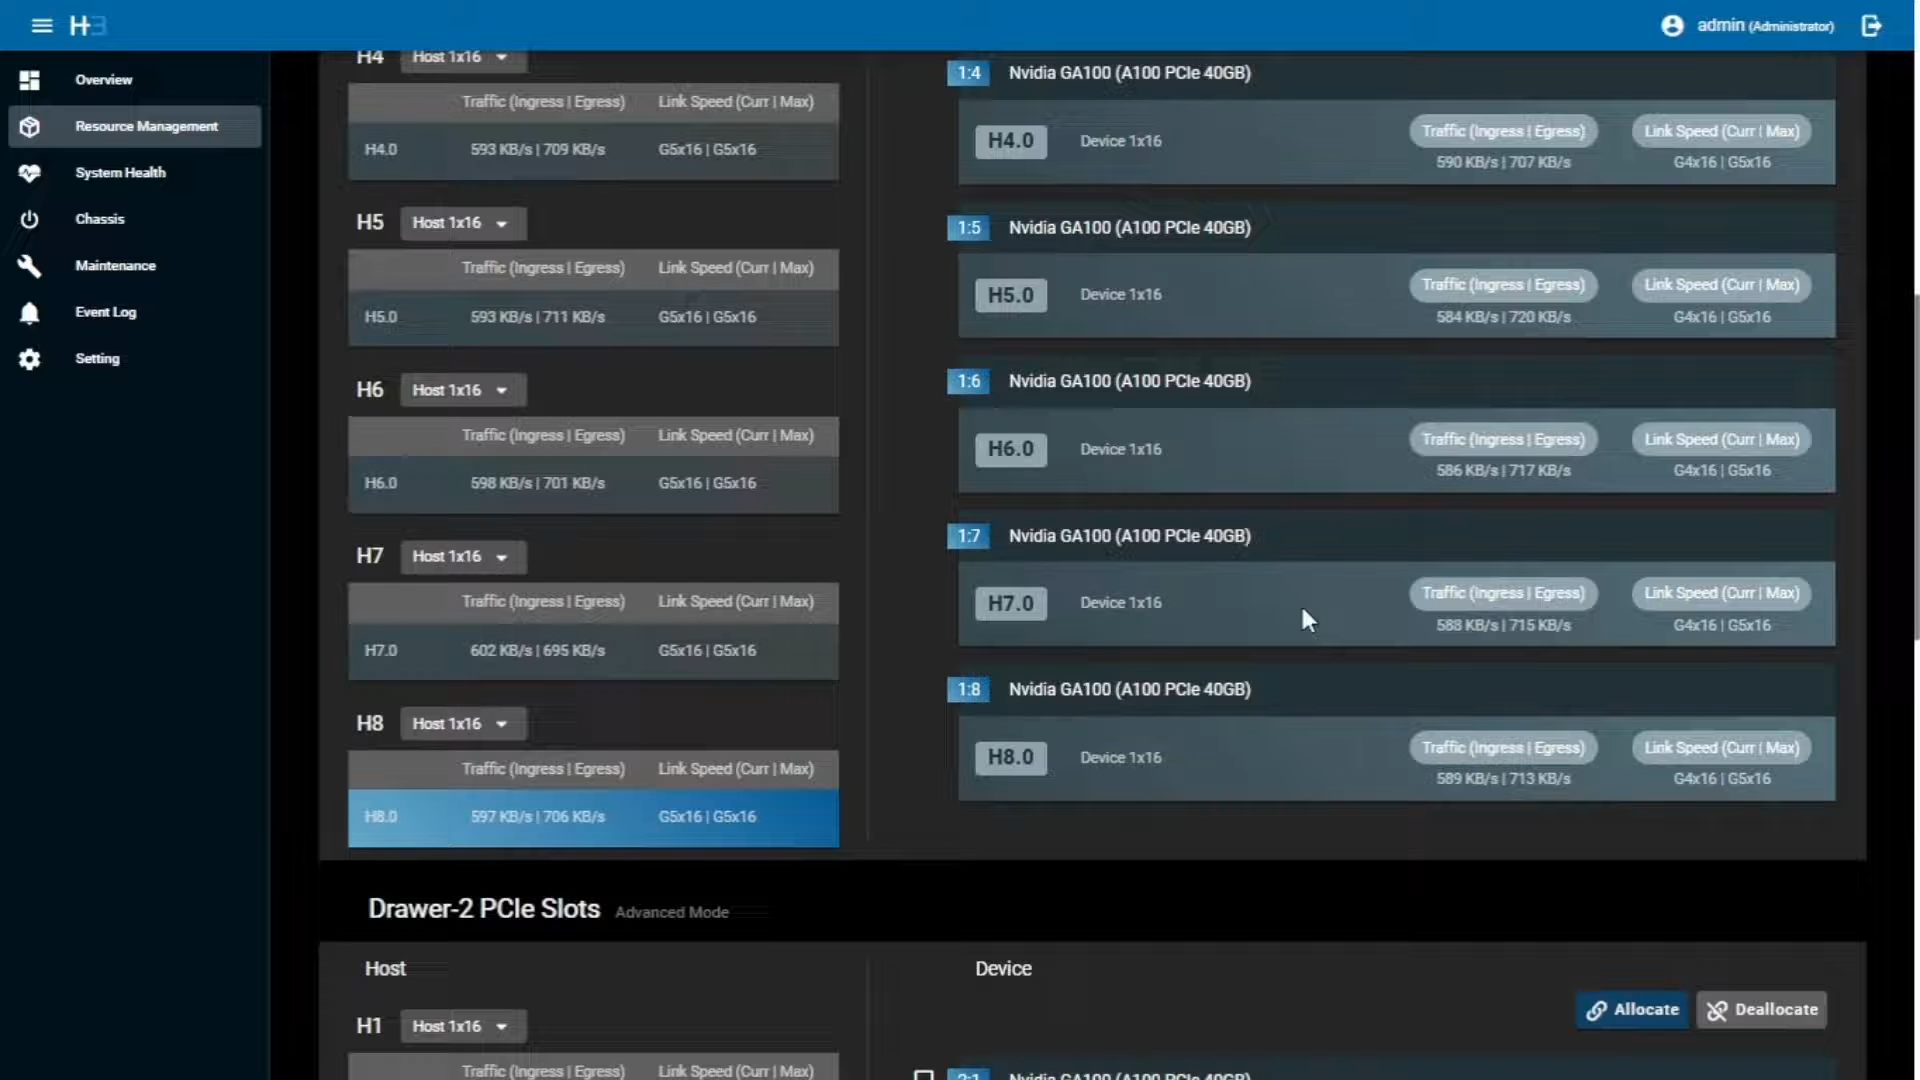 H3
admin (Administrator)
Overview
Resource Management
System Health
Chassis
Maintenance
Event Log
Setting
H4 Host 1x16
Traffic (Ingress | Egress) Link Speed (Curr | Max)
H4.0 593 KB/s | 709 KB/s G5x16 | G5x16
H5 Host 1x16
Traffic (Ingress | Egress) Link Speed (Curr | Max)
H5.0 593 KB/s | 711 KB/s G5x16 | G5x16
H6 Host 1x16
Traffic (Ingress | Egress) Link Speed (Curr | Max)
H6.0 598 KB/s | 701 KB/s G5x16 | G5x16
H7 Host 1x16
Traffic (Ingress | Egress) Link Speed (Curr | Max)
H7.0 602 KB/s | 695 KB/s G5x16 | G5x16
H8 Host 1x16
Traffic (Ingress | Egress) Link Speed (Curr | Max)
H8.0 597 KB/s | 706 KB/s G5x16 | G5x16
1:4 Nvidia GA100 (A100 PCIe 40GB)
H4.0 Device 1x16 Traffic (Ingress | Egress) Link Speed (Curr | Max)
590 KB/s | 707 KB/s G4x16 | G5x16
1:5 Nvidia GA100 (A100 PCIe 40GB)
H5.0 Device 1x16 Traffic (Ingress | Egress) Link Speed (Curr | Max)
584 KB/s | 720 KB/s G4x16 | G5x16
1:6 Nvidia GA100 (A100 PCIe 40GB)
H6.0 Device 1x16 Traffic (Ingress | Egress) Link Speed (Curr | Max)
586 KB/s | 717 KB/s G4x16 | G5x16
1:7 Nvidia GA100 (A100 PCIe 40GB)
H7.0 Device 1x16 Traffic (Ingress | Egress) Link Speed (Curr | Max)
588 KB/s | 715 KB/s G4x16 | G5x16
1:8 Nvidia GA100 (A100 PCIe 40GB)
H8.0 Device 1x16 Traffic (Ingress | Egress) Link Speed (Curr | Max)
589 KB/s | 713 KB/s G4x16 | G5x16
Drawer-2 PCIe Slots Advanced Mode
Host
H1 Host 1x16
Traffic (Ingress | Egress) Link Speed (Curr | Max)
Device
Allocate Deallocate
2:1 Nvidia GA100 (A100 PCIe 40GB)